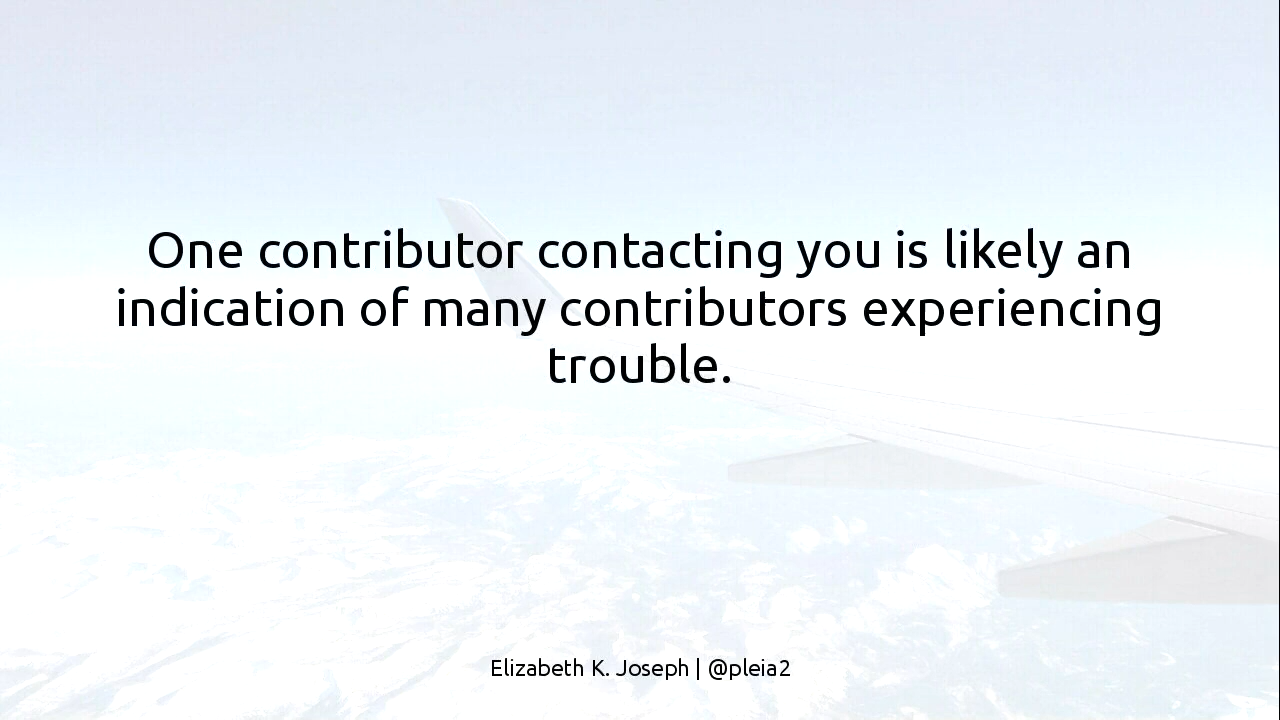 One contributor contacting you is likely an
indication of many contributors experiencing
trouble.
Elizabeth K. Joseph | @pleia2